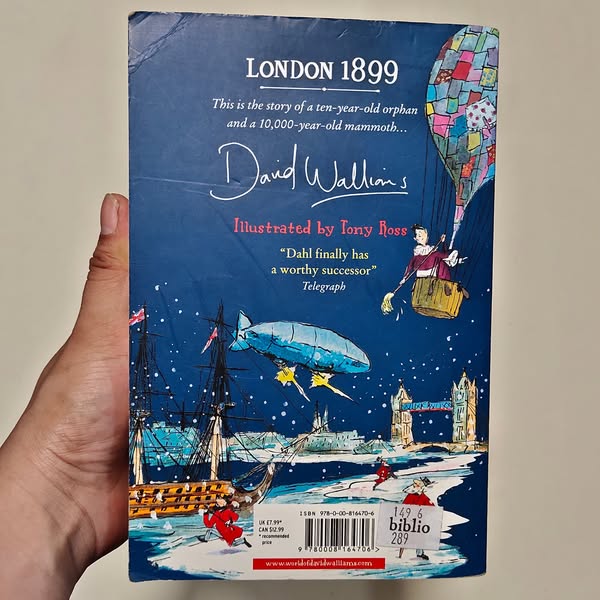 LONDON 1899
This is the story of a ten-year-old orphan
and a 10,000-year-old mammoth...
David Walliams
Illustrated by Tony Ross
“Dahl finally has
a worthy successor”
Telegraph
ISBN 978-0-00-816470-6
UK £7.99*
CAN $12.99
* recommended
price
9 780008 164706 >
149 6
biblio
289
www.worldofdavidwalliams.com